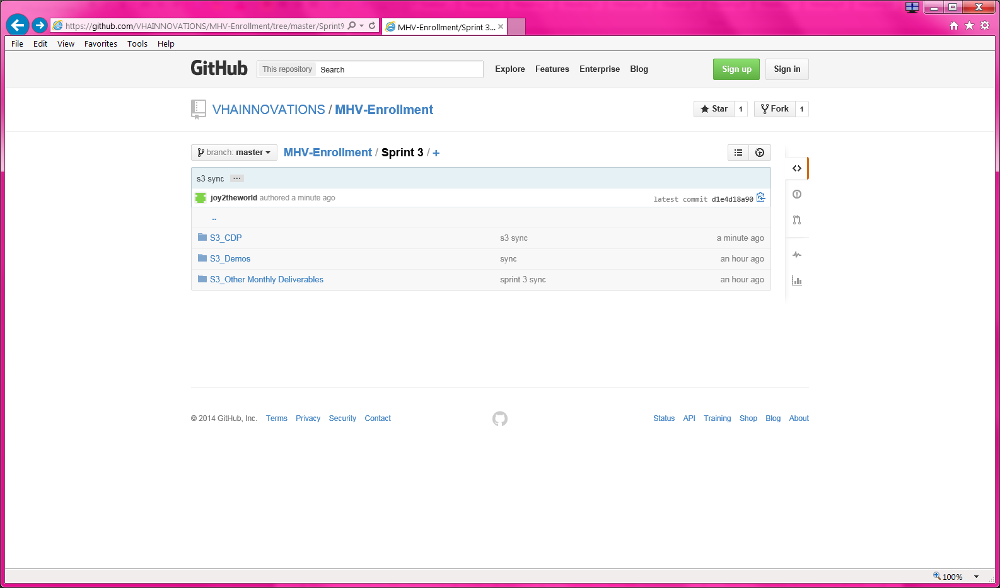 https://github.com/VHAINNOVATIONS/MHV-Enrollment/tree/master/Sprint% MHV-Enrollment/Sprint 3...
File Edit View Favorites Tools Help
GitHub This repository Search Explore Features Enterprise Blog Sign up Sign in
VHAINNOVATIONS / MHV-Enrollment Star 1 Fork 1
branch: master MHV-Enrollment / Sprint 3 / +
s3 sync ...
joy2theworld authored a minute ago latest commit d1e4d18a90
..
S3_CDP s3 sync a minute ago
S3_Demos sync an hour ago
S3_Other Monthly Deliverables sprint 3 sync an hour ago
© 2014 GitHub, Inc. Terms Privacy Security Contact Status API Training Shop Blog About
100%